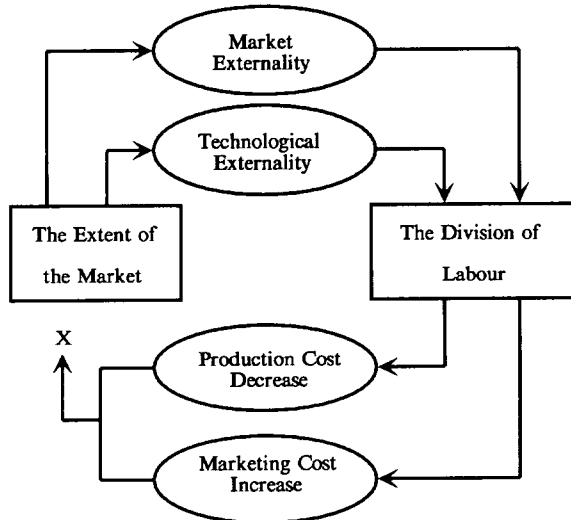 Market
Externality
Technological
Externality
The Extent of
the Market
The Division of
Labour
X
Production Cost
Decrease
Marketing Cost
Increase